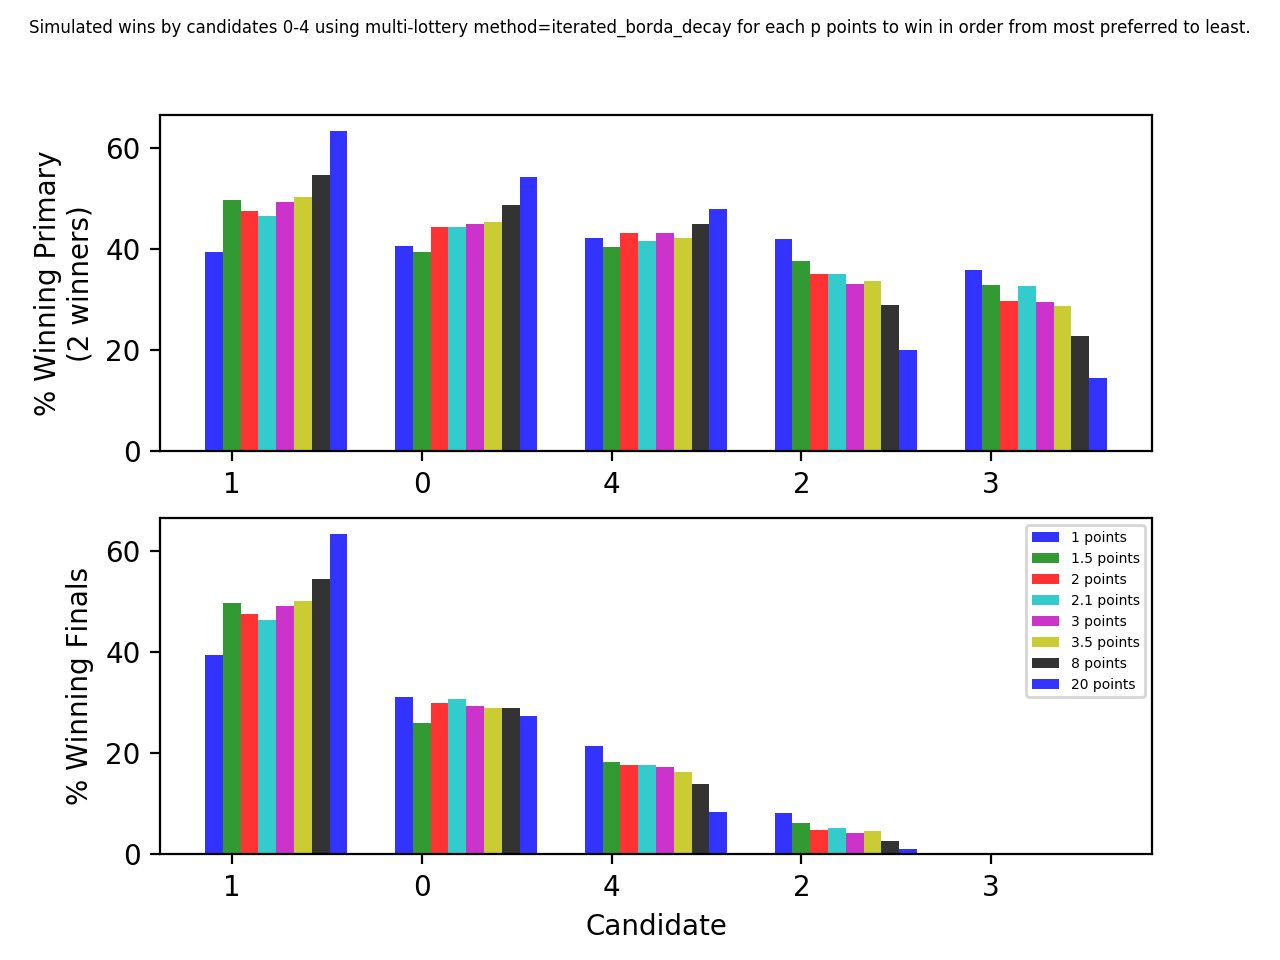 Simulated wins by candidates 0-4 using multi-lottery method=iterated_borda_decay for each p points to win in order from most preferred to least.
% Winning Primary
(2 winners)
60
40
20
0
1
0
4
2
3
% Winning Finals
60
40
20
0
1 points
1.5 points
2 points
2.1 points
3 points
3.5 points
8 points
20 points
1
0
4
2
3
Candidate